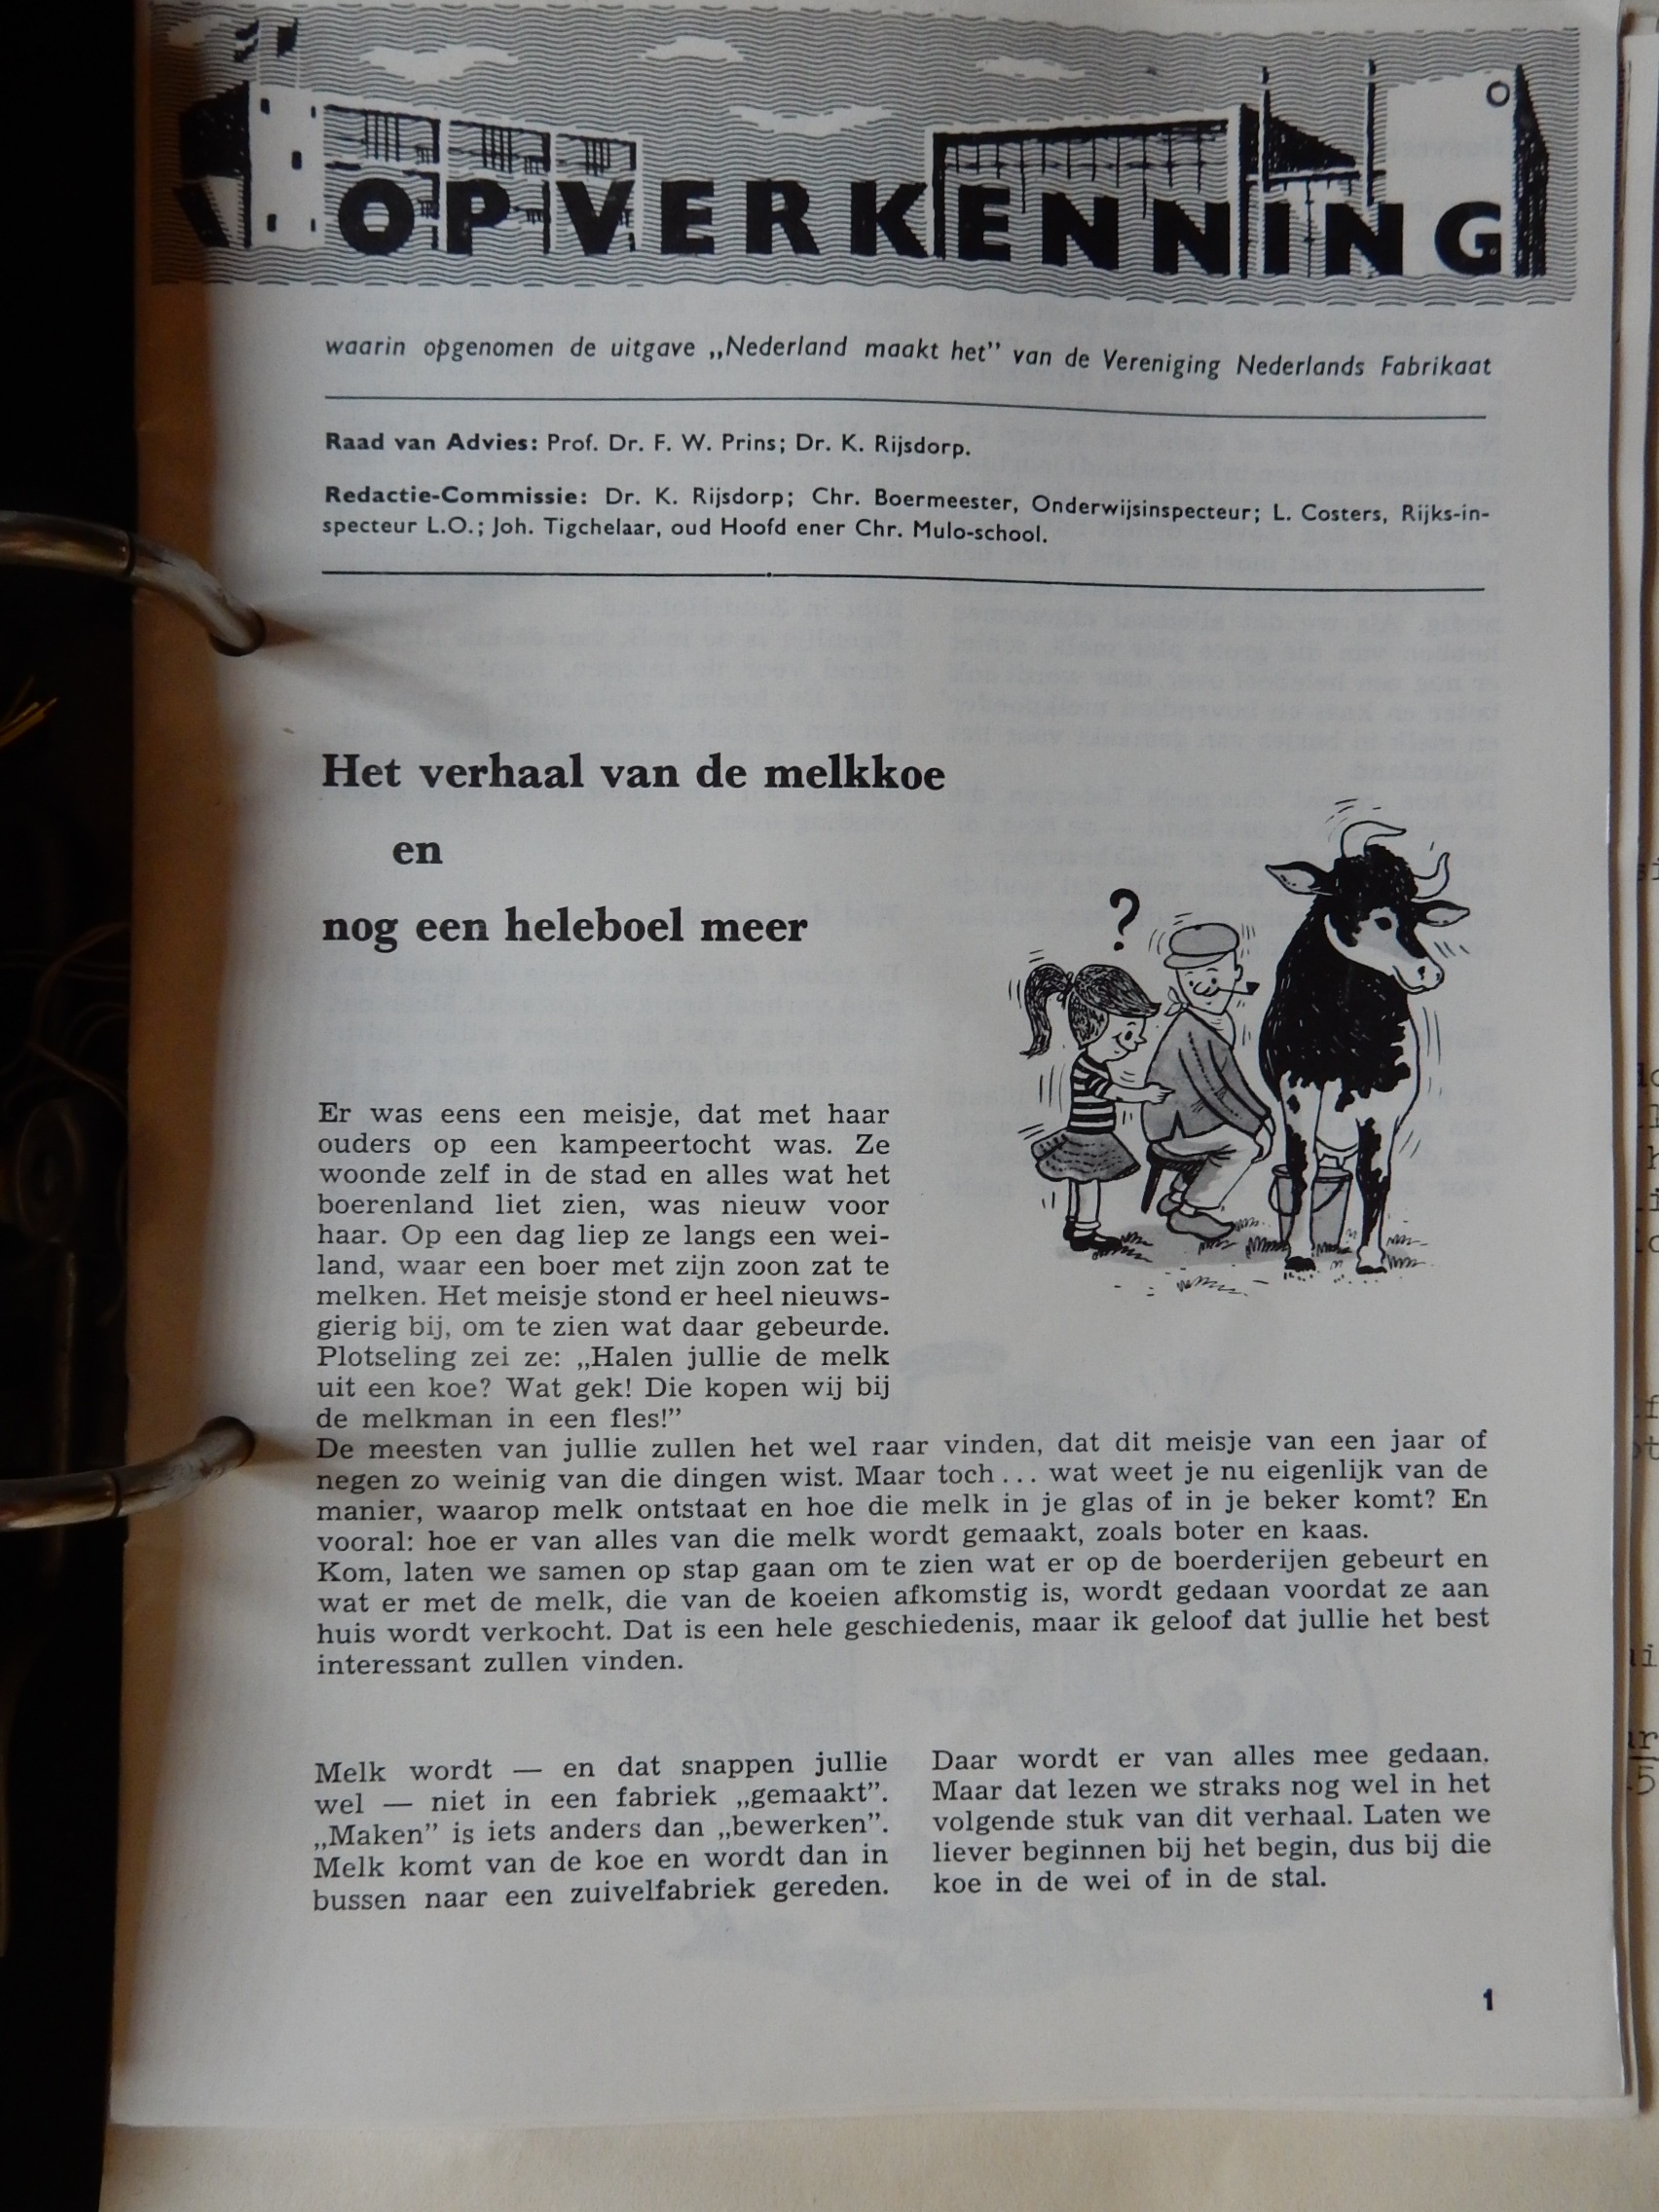 OPVERKENNING
waarin opgenomen de uitgave „Nederland maakt het” van de Vereniging Nederlands Fabrikaat
Raad van Advies: Prof. Dr. F. W. Prins; Dr. K. Rijsdorp.
Redactie-Commissie: Dr. K. Rijsdorp; Chr. Boermeester, Onderwijsinspecteur; L. Costers, Rijks-in-
specteur L.O.; Joh. Tigchelaar, oud Hoofd ener Chr. Mulo-school.
Het verhaal van de melkkoe
en
nog een heleboel meer
?
Er was eens een meisje, dat met haar
ouders op een kampeertocht was. Ze
woonde zelf in de stad en alles wat het
boerenland liet zien, was nieuw voor
haar. Op een dag liep ze langs een wei-
land, waar een boer met zijn zoon zat te
melken. Het meisje stond er heel nieuws-
gierig bij, om te zien wat daar gebeurde.
Plotseling zei ze: „Halen jullie de melk
uit een koe? Wat gek! Die kopen wij bij
de melkman in een fles!”
De meesten van jullie zullen het wel raar vinden, dat dit meisje van een jaar of
negen zo weinig van die dingen wist. Maar toch... wat weet je nu eigenlijk van de
manier, waarop melk ontstaat en hoe die melk in je glas of in je beker komt? En
vooral: hoe er van alles van die melk wordt gemaakt, zoals boter en kaas.
Kom, laten we samen op stap gaan om te zien wat er op de boerderijen gebeurt en
wat er met de melk, die van de koeien afkomstig is, wordt gedaan voordat ze aan
huis wordt verkocht. Dat is een hele geschiedenis, maar ik geloof dat jullie het best
interessant zullen vinden.
Melk wordt — en dat snappen jullie
wel — niet in een fabriek „gemaakt”.
„Maken” is iets anders dan „bewerken”.
Melk komt van de koe en wordt dan in
bussen naar een zuivelfabriek gereden.
Daar wordt er van alles mee gedaan.
Maar dat lezen we straks nog wel in het
volgende stuk van dit verhaal. Laten we
liever beginnen bij het begin, dus bij die
koe in de wei of in de stal.
1